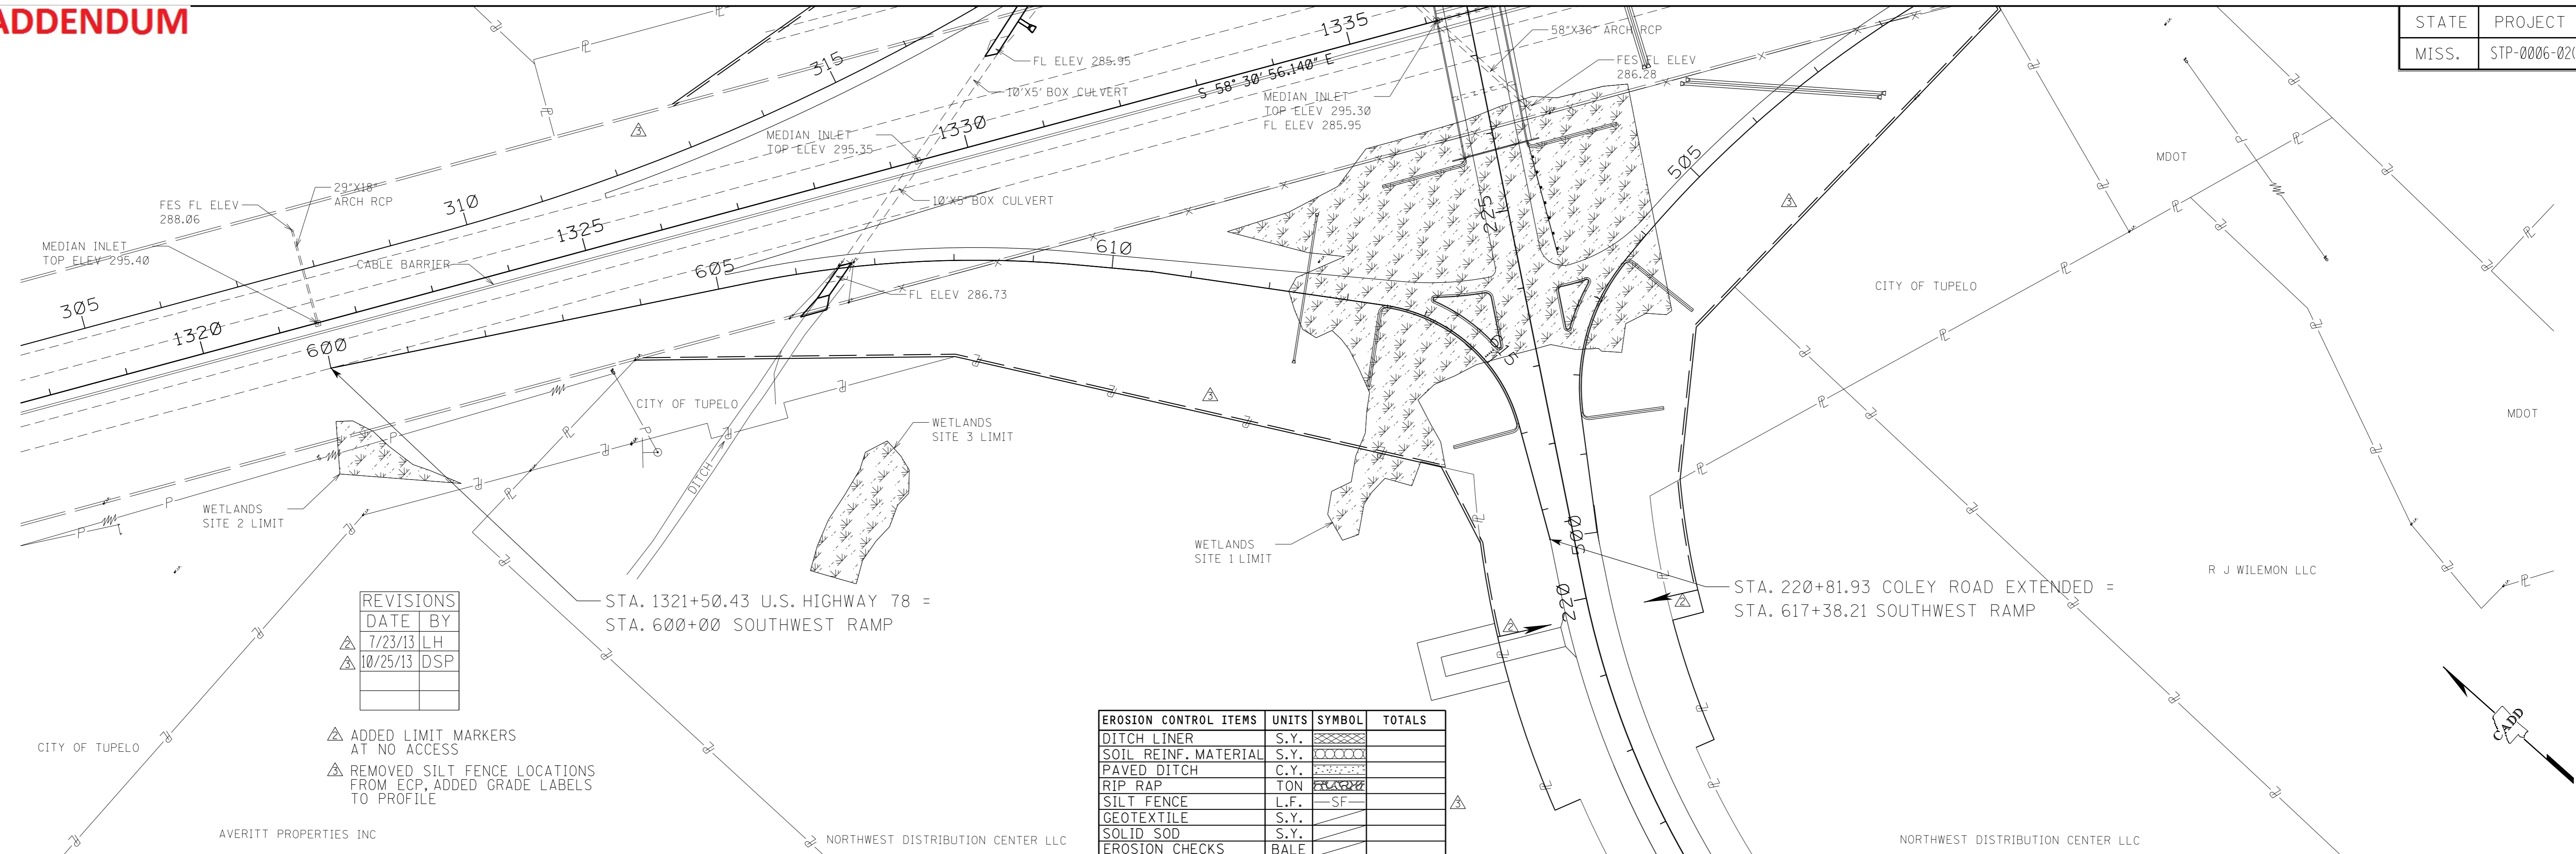 ADDENDUM
STATE PROJECT
MISS. STP-0006-02(
315
1335
FL ELEV 285.95
10'X5' BOX CULVERT
S 58° 30' 56.140" E
58"X36" ARCH RCP
FES FL ELEV
286.28
MEDIAN INLET
TOP ELEV 295.30
FL ELEV 285.95
MEDIAN INLET
TOP ELEV 295.35
1330
505
MDOT
29"X18"
ARCH RCP
FES FL ELEV
288.06
310
10'X5' BOX CULVERT
225
1325
MEDIAN INLET
TOP ELEV 295.40
CABLE BARRIER
605
610
FL ELEV 286.73
CITY OF TUPELO
305
1320
600
615
CITY OF TUPELO
MDOT
WETLANDS
SITE 3 LIMIT
DITCH
WETLANDS
SITE 2 LIMIT
WETLANDS
SITE 1 LIMIT
500
220
R J WILEMON LLC
STA. 1321+50.43 U.S. HIGHWAY 78 =
STA. 600+00 SOUTHWEST RAMP
STA. 220+81.93 COLEY ROAD EXTENDED =
STA. 617+38.21 SOUTHWEST RAMP
REVISIONS
DATE BY
2 7/23/13 LH
3 10/25/13 DSP
2 ADDED LIMIT MARKERS
AT NO ACCESS
3 REMOVED SILT FENCE LOCATIONS
FROM ECP, ADDED GRADE LABELS
TO PROFILE
CITY OF TUPELO
AVERITT PROPERTIES INC
NORTHWEST DISTRIBUTION CENTER LLC
EROSION CONTROL ITEMS UNITS SYMBOL TOTALS
DITCH LINER S.Y.
SOIL REINF. MATERIAL S.Y.
PAVED DITCH C.Y.
RIP RAP TON
SILT FENCE L.F. SF 3
GEOTEXTILE S.Y.
SOLID SOD S.Y.
EROSION CHECKS BALE
NORTHWEST DISTRIBUTION CENTER LLC
CADD